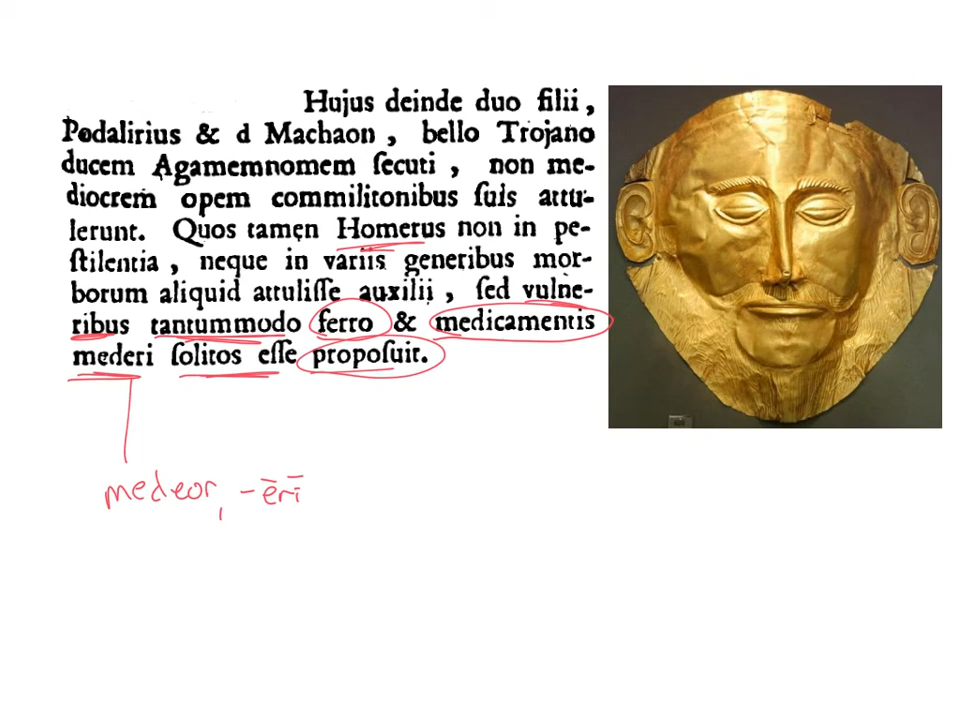 Hujus deinde duo filii,
Podalirius & d Machaon, bello Trojano
ducem Agamemnomem ſecuti, non me-
diocrem opem commilitonibus ſuis attu-
lerunt. Quos tamen Homerus non in pe-
ſtilentia, neque in variis generibus mor-
borum aliquid attuliſſe auxilii, ſed vulne-
ribus tantummodo ferro & medicamentis
mederi ſolitos eſſe propoſuit.
medeor, -ērī